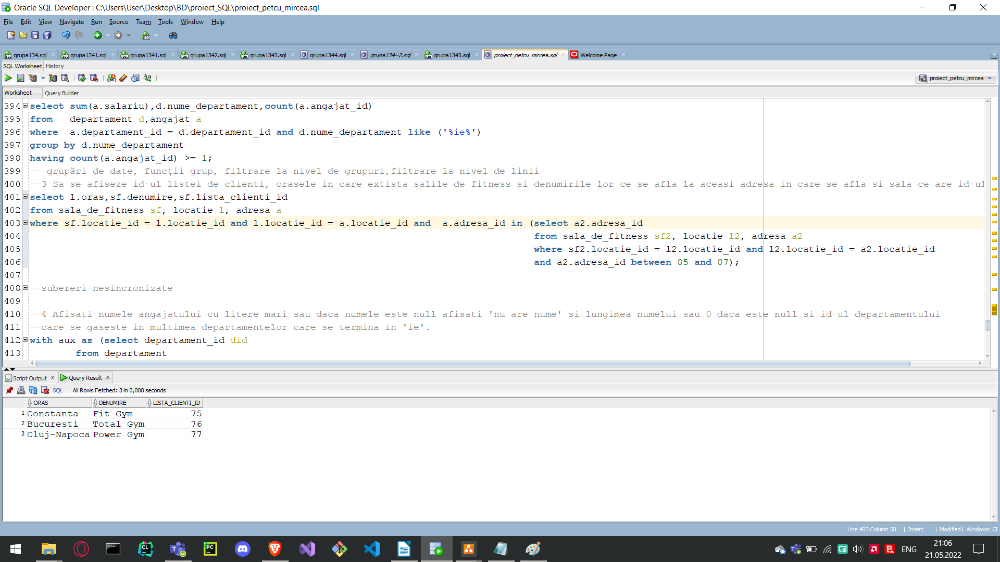 Oracle SQL Developer : C:\Users\User\Desktop\BD\proiect_SQL\proiect_petcu_mircea.sql
File Edit View Navigate Run Source Team Tools Window Help
grupa134.sql grupa1341.sql grupa1341.sql grupa1342.sql grupa1343.sql grupa1344.sql grupa134~2.sql grupa1345.sql proiect_petcu_mircea.sql Welcome Page
SQL Worksheet History
proiect_petcu_mircea
Worksheet Query Builder
394 select sum(a.salariu),d.nume_departament,count(a.angajat_id)
395 from departament d,angajat a
396 where a.departament_id = d.departament_id and d.nume_departament like ('%ie%')
397 group by d.nume_departament
398 having count(a.angajat_id) >= 1;
399 -- grupări de date, funcții grup, filtrare la nivel de grupuri,filtrare la nivel de linii
400 --3 Sa se afiseze id-ul listei de clienti, orasele in care extista salile de fitness si denumirile lor ce se afla la aceasi adresa in care se afla si sala ce are id-ul
401 select l.oras,sf.denumire,sf.lista_clienti_id
402 from sala_de_fitness sf, locatie l, adresa a
403 where sf.locatie_id = l.locatie_id and l.locatie_id = a.locatie_id and a.adresa_id in (select a2.adresa_id
404 from sala_de_fitness sf2, locatie l2, adresa a2
405 where sf2.locatie_id = l2.locatie_id and l2.locatie_id = a2.locatie_id
406 and a2.adresa_id between 85 and 87);
407
408 --subereri nesincronizate
409
410 --4 Afisati numele angajatului cu litere mari sau daca numele este null afisati 'nu are nume' si lungimea numelui sau 0 daca este null si id-ul departamentului
411 --care se gaseste in multimea departamentelor care se termina in 'ie'.
412 with aux as (select departament_id did
413 from departament
Script Output Query Result
SQL All Rows Fetched: 3 in 0,008 seconds
ORAS DENUMIRE LISTA_CLIENTI_ID
1 Constanta Fit Gym 75
2 Bucuresti Total Gym 76
3 Cluj-Napoca Power Gym 77
Line 403 Column 58 Insert Modified Windows: CF
ENG
21:06
21.05.2022